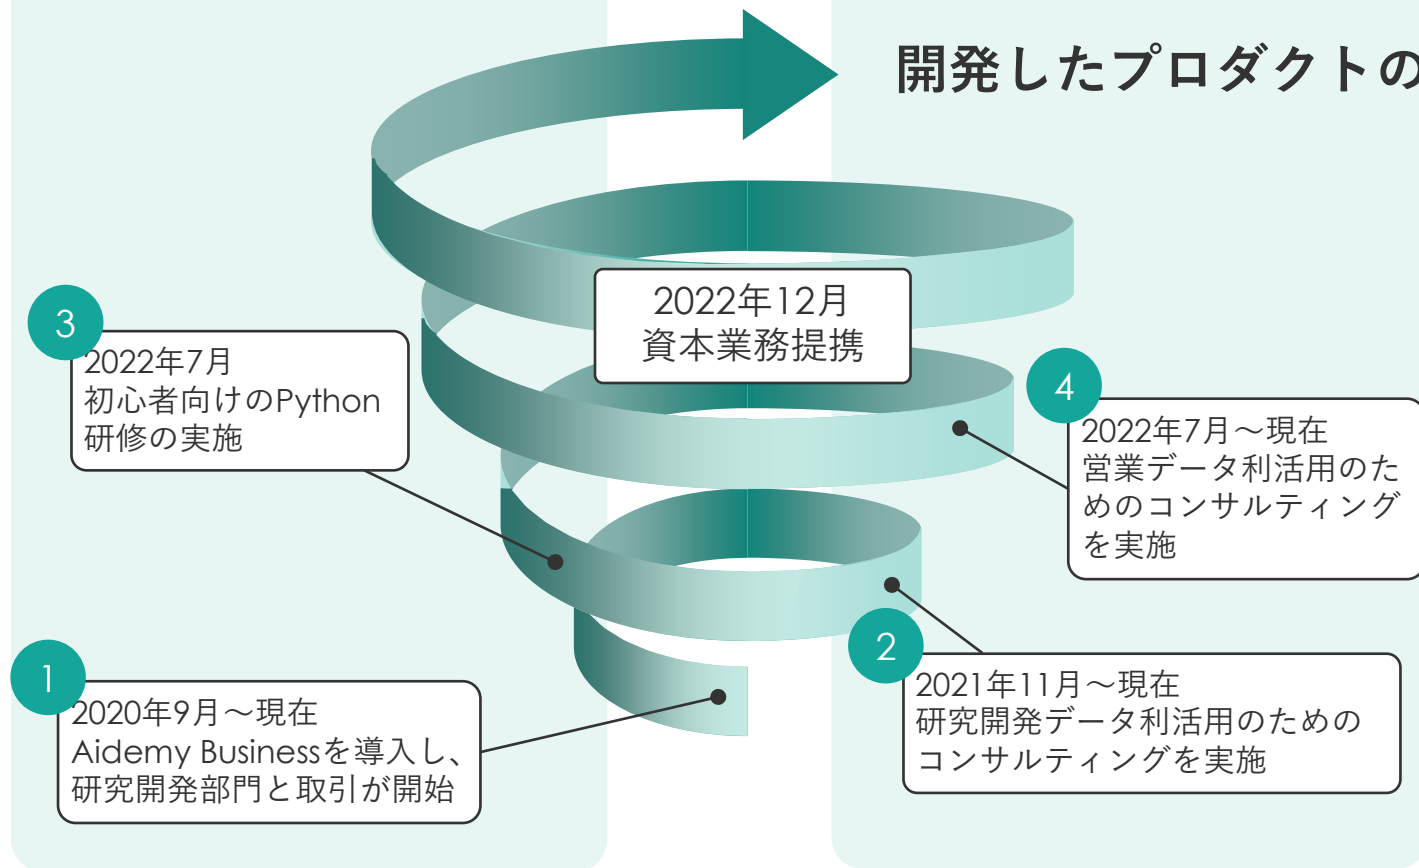 開発したプロダクトの
2022年12月
資本業務提携
3
2022年7月
初心者向けのPython
研修の実施
4
2022年7月～現在
営業データ利活用のた
めのコンサルティング
を実施
1
2020年9月～現在
Aidemy Businessを導入し、
研究開発部門と取引が開始
2
2021年11月～現在
研究開発データ利活用のための
コンサルティングを実施